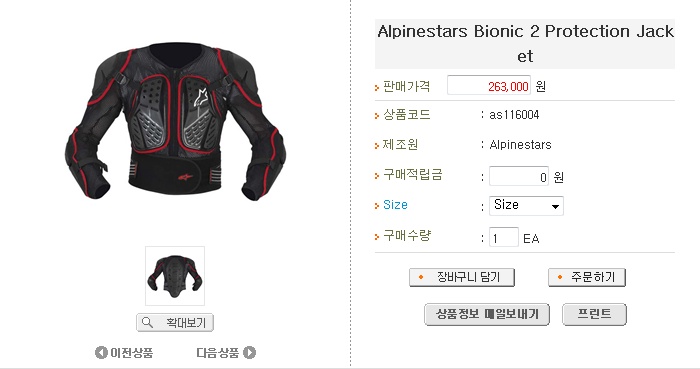 Alpinestars Bionic 2 Protection Jack
et
판매가격 263,000 원
상품코드 : as116004
제조원 : Alpinestars
구매적립금 : 0 원
Size : Size
구매수량 : 1 EA
장바구니 담기 주문하기
상품정보 메일보내기 프린트
확대보기
이전상품 다음상품